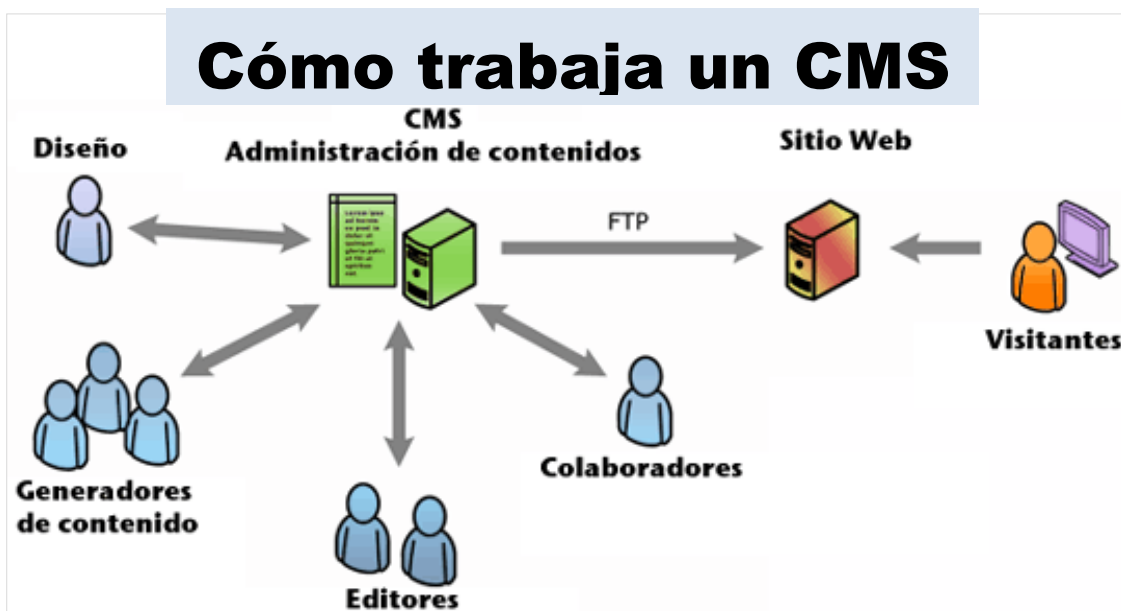 Cómo trabaja un CMS
CMS
Administración de contenidos
Diseño
Sitio Web
FTP
Visitantes
Generadores
de contenido
Colaboradores
Editores